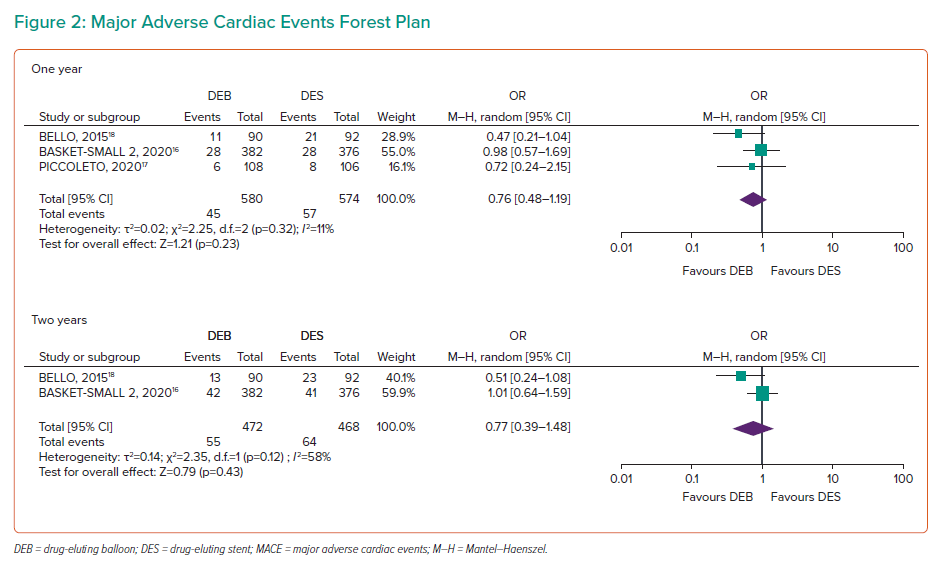 Figure 2: Major Adverse Cardiac Events Forest Plan
One year
DEB DES OR OR
Study or subgroup Events Total Events Total Weight M–H, random [95% CI] M–H, random [95% CI]
BELLO, 2015¹⁸ 11 90 21 92 28.9% 0.47 [0.21–1.04]
BASKET-SMALL 2, 2020¹⁶ 28 382 28 376 55.0% 0.98 [0.57–1.69]
PICCOLETO, 2020¹⁷ 6 108 8 106 16.1% 0.72 [0.24–2.15]
Total [95% CI] 580 574 100.0% 0.76 [0.48–1.19]
Total events 45 57
Heterogeneity: τ²=0.02; χ²=2.25, d.f.=2 (p=0.32); I²=11%
Test for overall effect: Z=1.21 (p=0.23)
0.01 0.1 1 10 100
Favours DEB Favours DES
Two years
DEB DES OR OR
Study or subgroup Events Total Events Total Weight M–H, random [95% CI] M–H, random [95% CI]
BELLO, 2015¹⁸ 13 90 23 92 40.1% 0.51 [0.24–1.08]
BASKET-SMALL 2, 2020¹⁶ 42 382 41 376 59.9% 1.01 [0.64–1.59]
Total [95% CI] 472 468 100.0% 0.77 [0.39–1.48]
Total events 55 64
Heterogeneity: τ²=0.14; χ²=2.35, d.f.=1 (p=0.12) ; I²=58%
Test for overall effect: Z=0.79 (p=0.43)
0.01 0.1 1 10 100
Favours DEB Favours DES
DEB = drug-eluting balloon; DES = drug-eluting stent; MACE = major adverse cardiac events; M–H = Mantel–Haenszel.